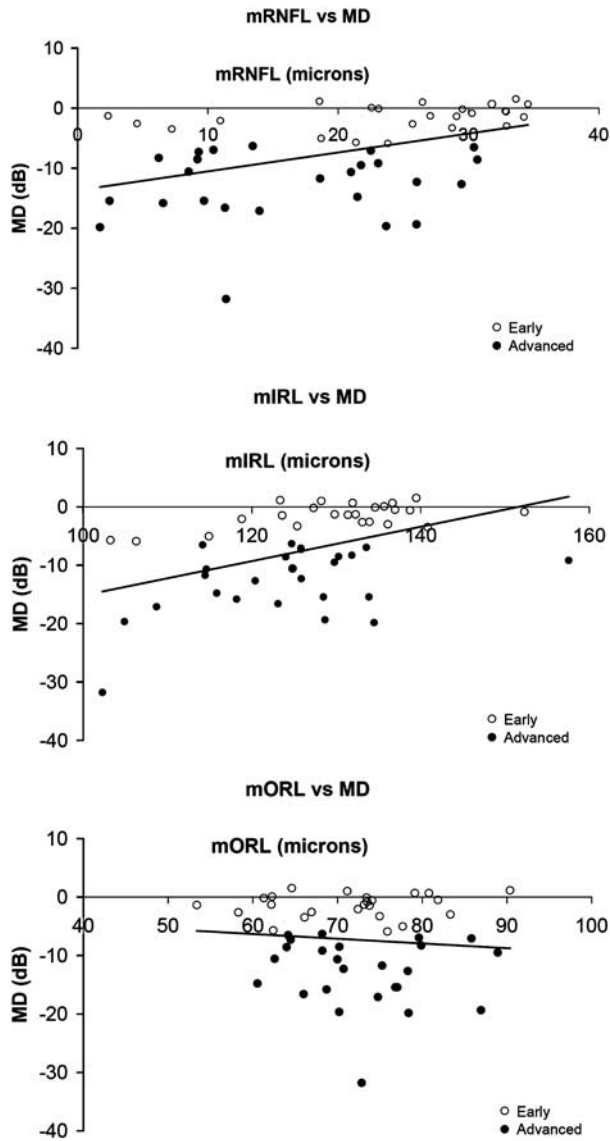 mRNFL vs MD
10
mRNFL (microns)
0
0 10 20 30 40
-10
-20
-30
-40
MD (dB)
Early
Advanced
mIRL vs MD
10
mIRL (microns)
0
100 120 140 160
-10
-20
-30
-40
MD (dB)
Early
Advanced
mORL vs MD
10
mORL (microns)
0
40 50 60 70 80 90 100
-10
-20
-30
-40
MD (dB)
Early
Advanced